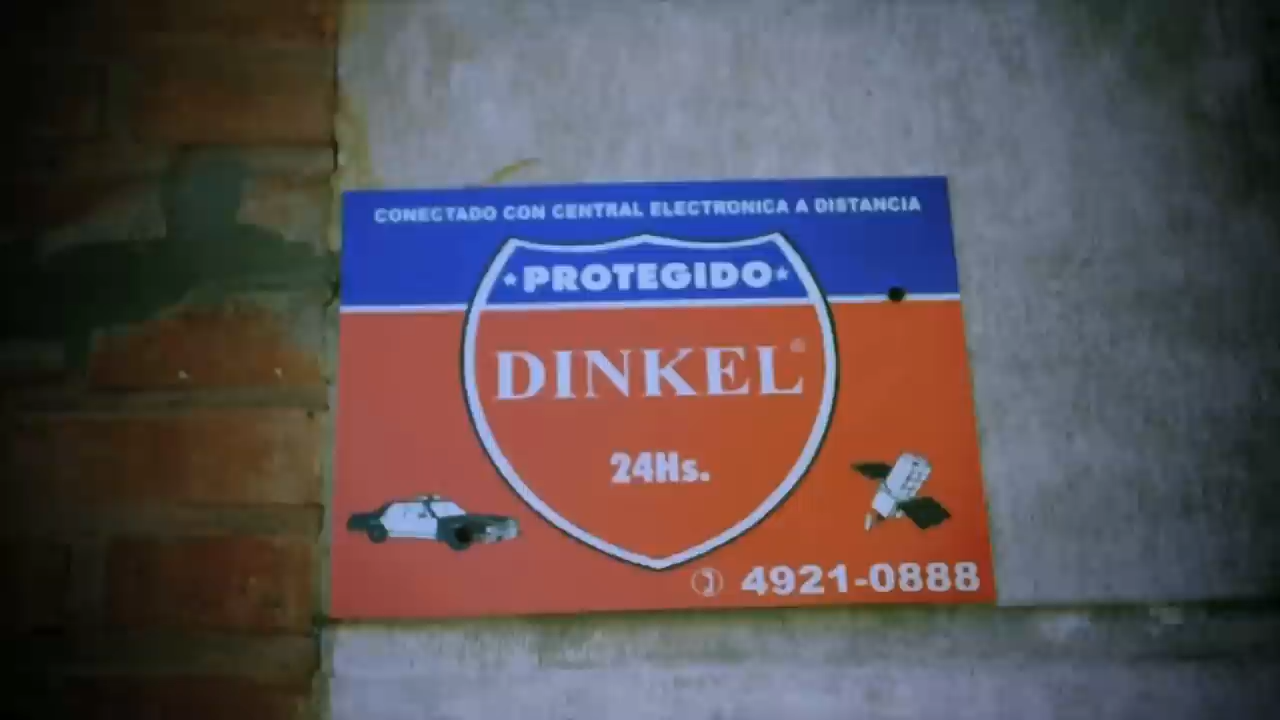 CONECTADO CON CENTRAL ELECTRONICA A DISTANCIA
★PROTEGIDO★
DINKEL®
24Hs.
4921-0888